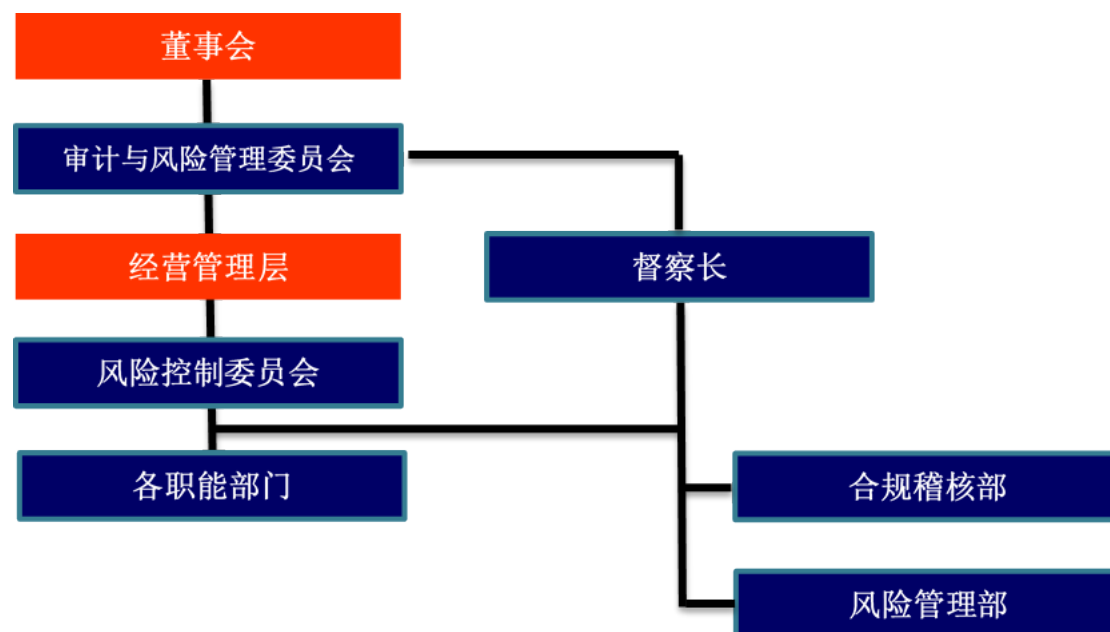 董事会
审计与风险管理委员会
经营管理层
督察长
风险控制委员会
各职能部门
合规稽核部
风险管理部